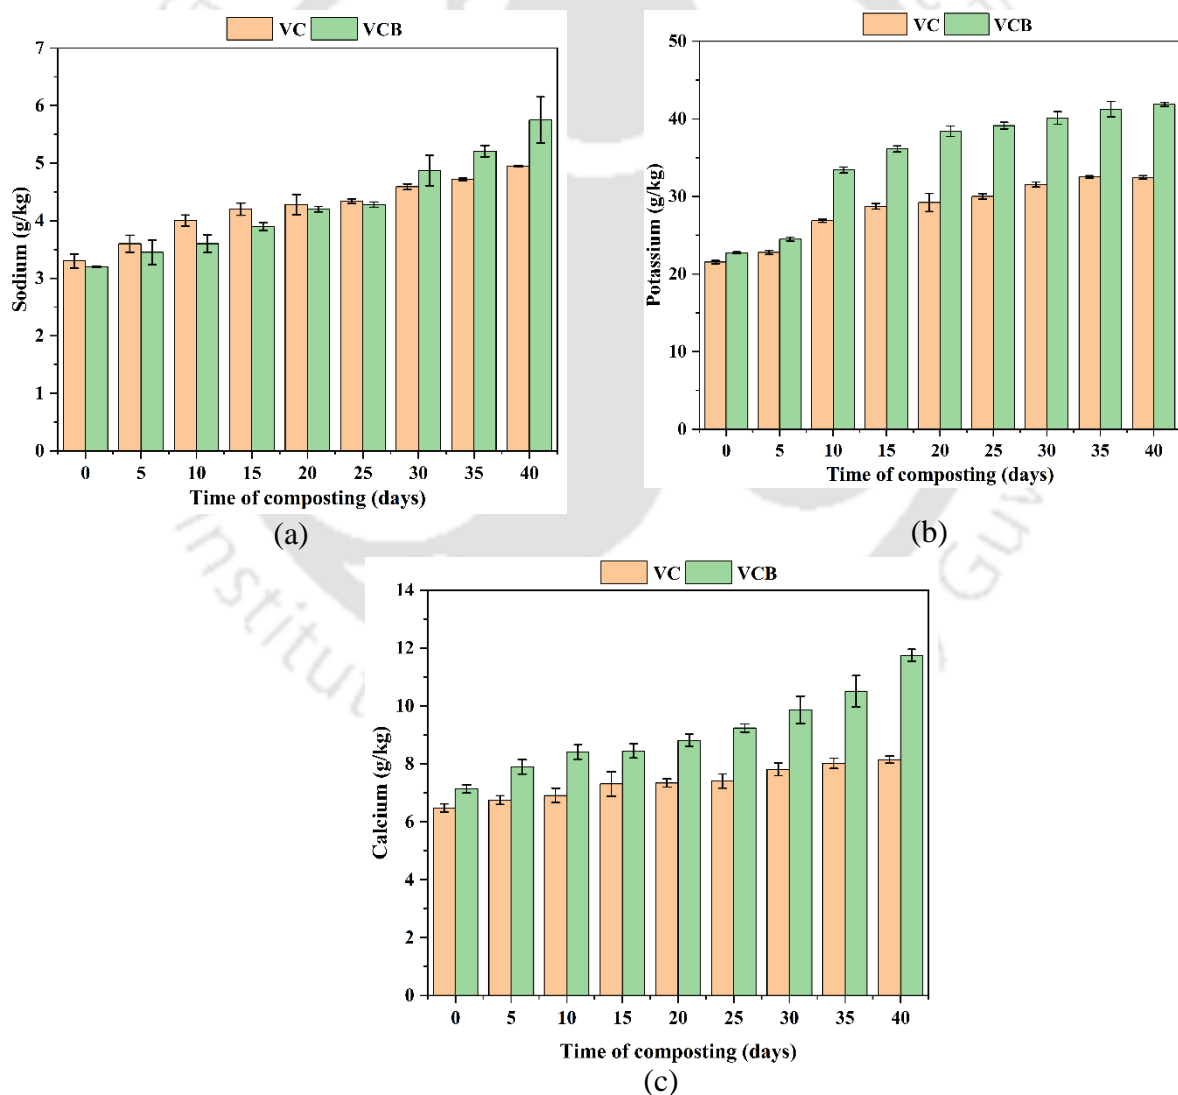 VC VCB
7
6
5
4
3
2
1
0
Sodium (g/kg)
0 5 10 15 20 25 30 35 40
Time of composting (days)
(a)
VC VCB
50
40
30
20
10
0
Potassium (g/kg)
0 5 10 15 20 25 30 35 40
Time of composting (days)
(b)
VC VCB
14
12
10
8
6
4
2
0
Calcium (g/kg)
0 5 10 15 20 25 30 35 40
Time of composting (days)
(c)
Institu
Guw